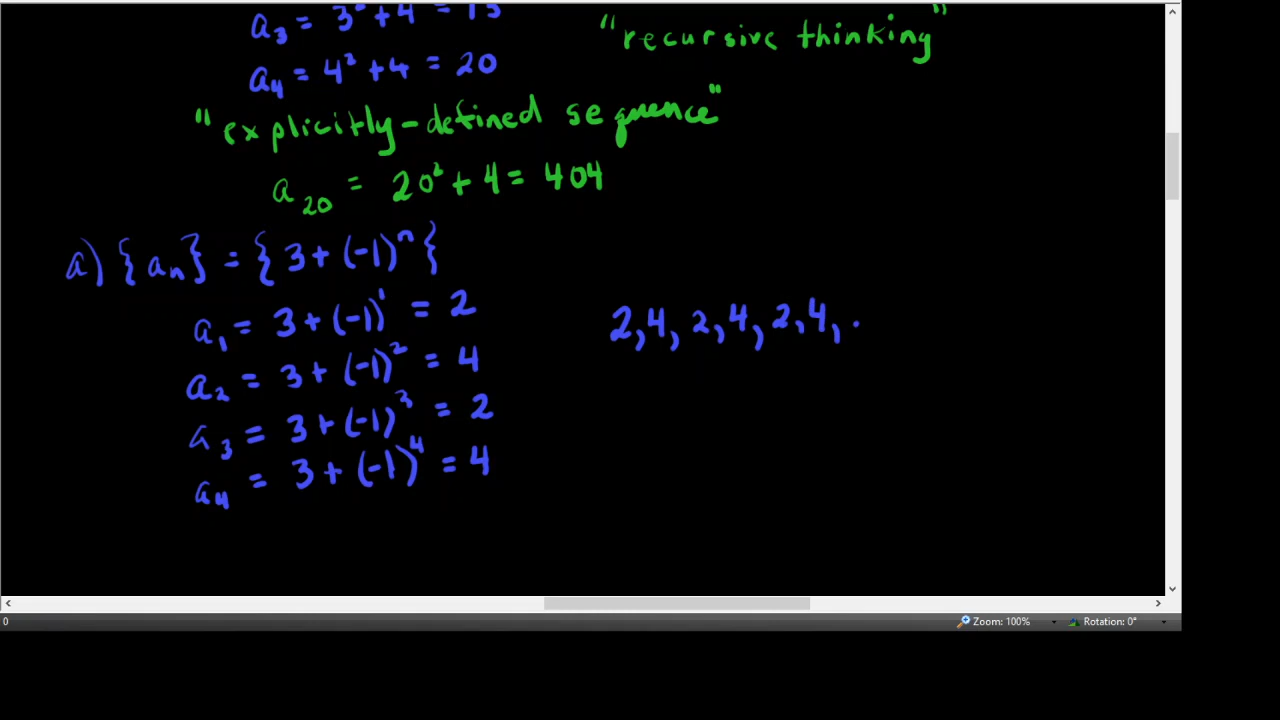 a₃ = 3² + 4 = 13
"recursive thinking"
a₄ = 4² + 4 = 20
"explicitly-defined sequence"
a₂₀ = 20² + 4 = 404
a) {aₙ} = {3 + (-1)ⁿ}
a₁ = 3 + (-1)¹ = 2
2, 4, 2, 4, 2, 4, .
a₂ = 3 + (-1)² = 4
a₃ = 3 + (-1)³ = 2
a₄ = 3 + (-1)⁴ = 4
0
Zoom: 100%
Rotation: 0°